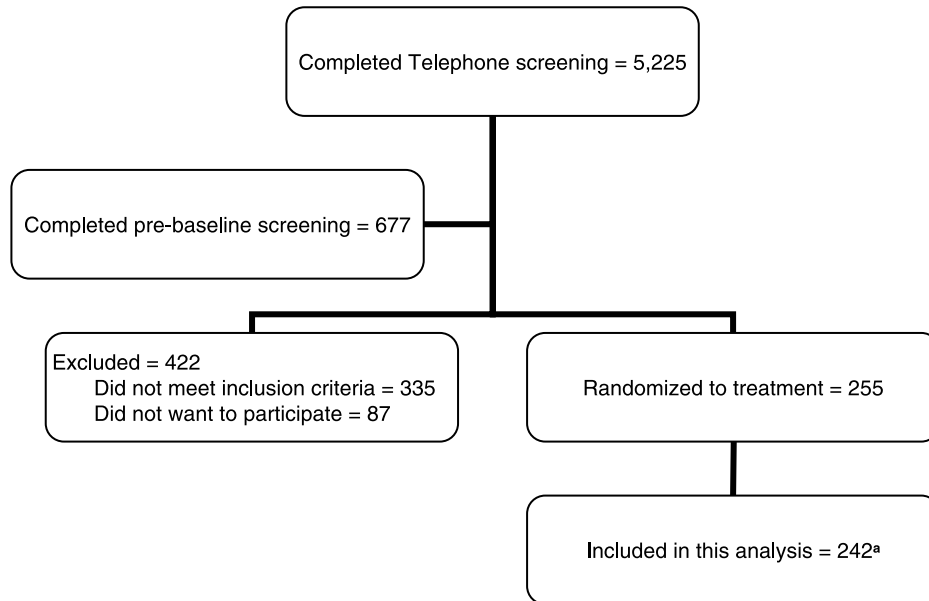 Completed Telephone screening = 5,225
Completed pre-baseline screening = 677
Excluded = 422
Did not meet inclusion criteria = 335
Did not want to participate = 87
Randomized to treatment = 255
Included in this analysis = 242ᵃ